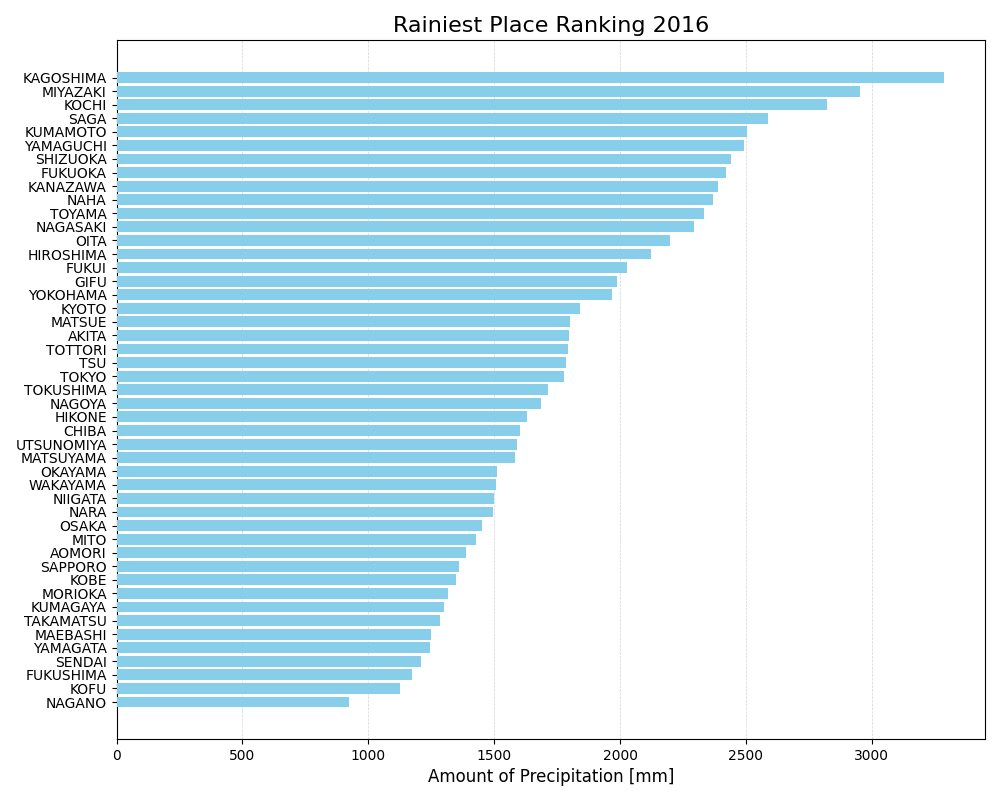 Rainiest Place Ranking 2016
KAGOSHIMA
MIYAZAKI
KOCHI
SAGA
KUMAMOTO
YAMAGUCHI
SHIZUOKA
FUKUOKA
KANAZAWA
NAHA
TOYAMA
NAGASAKI
OITA
HIROSHIMA
FUKUI
GIFU
YOKOHAMA
KYOTO
MATSUE
AKITA
TOTTORI
TSU
TOKYO
TOKUSHIMA
NAGOYA
HIKONE
CHIBA
UTSUNOMIYA
MATSUYAMA
OKAYAMA
WAKAYAMA
NIIGATA
NARA
OSAKA
MITO
AOMORI
SAPPORO
KOBE
MORIOKA
KUMAGAYA
TAKAMATSU
MAEBASHI
YAMAGATA
SENDAI
FUKUSHIMA
KOFU
NAGANO
0 500 1000 1500 2000 2500 3000
Amount of Precipitation [mm]